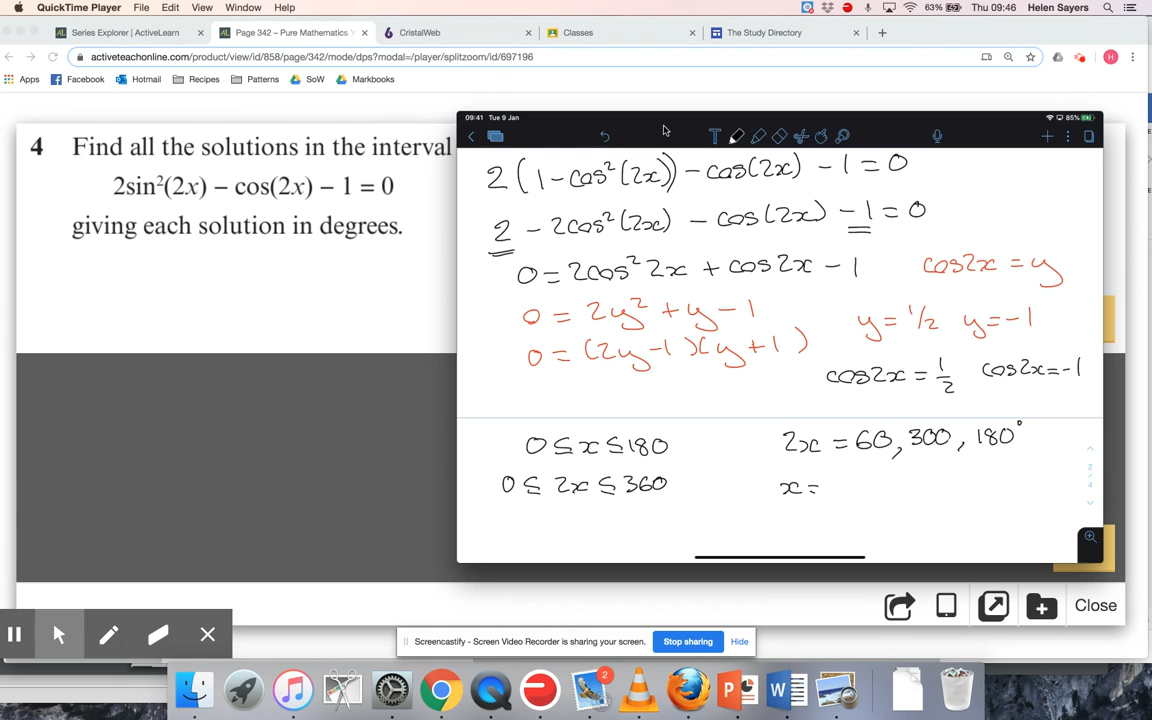 QuickTime Player File Edit View Window Help 63% Thu 09:46 Helen Sayers
Series Explorer | ActiveLearn Page 342 – Pure Mathematics CristalWeb Classes The Study Directory
activeteachonline.com/product/view/id/858/page/342/mode/dps?modal=/player/splitzoom/id/697196
Apps Facebook Hotmail Recipes Patterns SoW Markbooks
4 Find all the solutions in the interval
2sin²(2x) – cos(2x) – 1 = 0
giving each solution in degrees.
09:41 Tue 9 Jan 85%
2(1-cos²(2x)) - cos(2x) - 1 = 0
2 - 2cos²(2x) - cos(2x) - 1 = 0
0 = 2cos²2x + cos2x - 1 cos2x = y
0 = 2y² + y - 1 y = 1/2 y = -1
0 = (2y-1)(y+1)
cos2x = 1/2 cos2x = -1
0 ≤ x ≤ 180 2x = 60, 300, 180°
0 ≤ 2x ≤ 360 x =
2
4
Close
Screencastify - Screen Video Recorder is sharing your screen. Stop sharing Hide
2